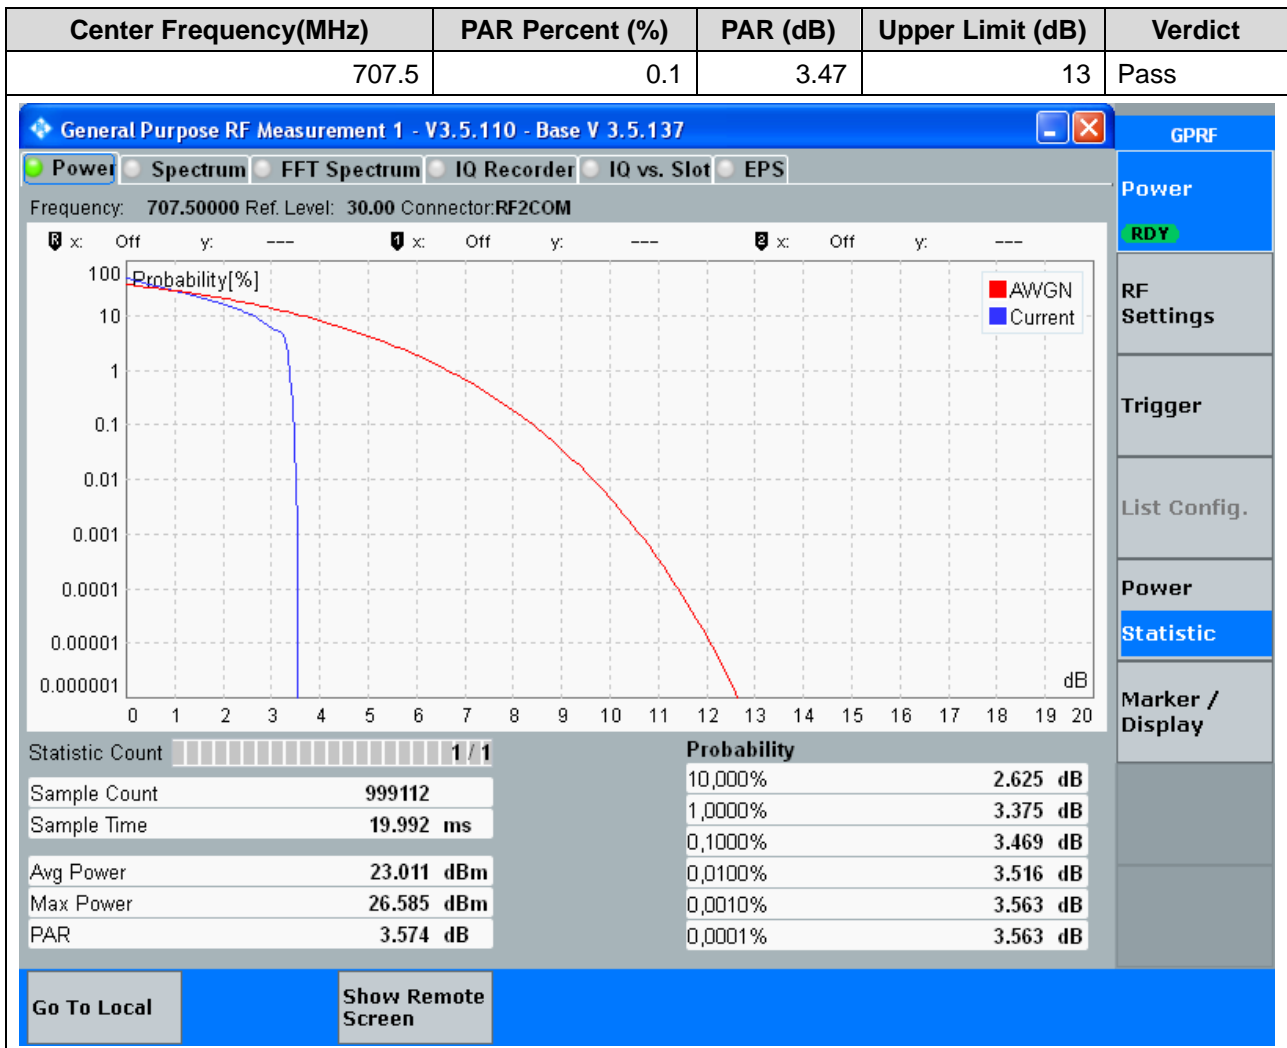 Center Frequency(MHz) PAR Percent (%) PAR (dB) Upper Limit (dB) Verdict
707.5 0.1 3.47 13 Pass
General Purpose RF Measurement 1 - V3.5.110 - Base V 3.5.137
GPRF
Power Spectrum FFT Spectrum IQ Recorder IQ vs. Slot EPS
Frequency: 707.50000 Ref. Level: 30.00 Connector:RF2COM
R x: Off y: --- 1 x: Off y: --- 2 x: Off y: ---
Probability[%]
100
10
1
0.1
0.01
0.001
0.0001
0.00001
0.000001
AWGN
Current
dB
0 1 2 3 4 5 6 7 8 9 10 11 12 13 14 15 16 17 18 19 20
Statistic Count 1 / 1
Sample Count 999112
Sample Time 19.992 ms
Avg Power 23.011 dBm
Max Power 26.585 dBm
PAR 3.574 dB
Probability
10,000% 2.625 dB
1,0000% 3.375 dB
0,1000% 3.469 dB
0,0100% 3.516 dB
0,0010% 3.563 dB
0,0001% 3.563 dB
Power
RDY
RF
Settings
Trigger
List Config.
Power
Statistic
Marker /
Display
Go To Local
Show Remote
Screen